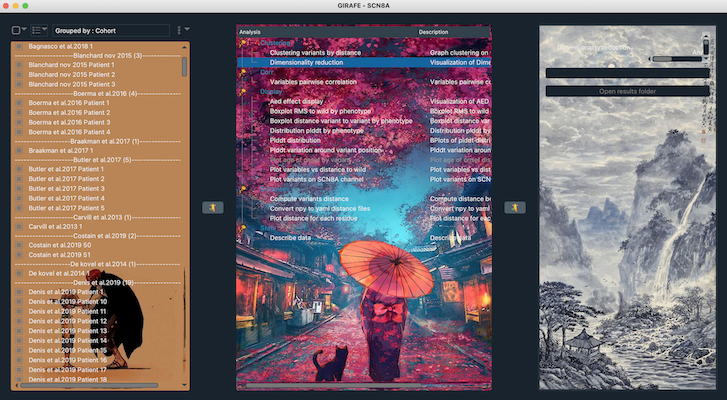 GIRAFE - SCN8A
Grouped by : Cohort
Bagnasco et al.2018 1
Blanchard nov 2015 (3)
Blanchard nov 2015 Patient 1
Blanchard nov 2015 Patient 2
Blanchard nov 2015 Patient 3
Boerma et al.2016 (4)
Boerma et al.2016 Patient 1
Boerma et al.2016 Patient 2
Boerma et al.2016 Patient 3
Boerma et al.2016 Patient 4
Braakman et al.2017 (1)
Braakman et al.2017 1
Butler et al.2017 (5)
Butler et al.2017 Patient 1
Butler et al.2017 Patient 2
Butler et al.2017 Patient 3
Butler et al.2017 Patient 4
Butler et al.2017 Patient 5
Carvill et al.2013 (1)
Carvill et al.2013 1
Costain et al.2019 (2)
Costain et al.2019 50
Costain et al.2019 51
De kovel et al.2014 (1)
De kovel et al.2014 1
Denis et al.2019 (19)
Denis et al.2019 Patient 1
Denis et al.2019 Patient 10
Denis et al.2019 Patient 11
Denis et al.2019 Patient 12
Denis et al.2019 Patient 13
Denis et al.2019 Patient 14
Denis et al.2019 Patient 15
Denis et al.2019 Patient 16
Denis et al.2019 Patient 17
Denis et al.2019 Patient 18
Analysis Description
Clustering
Clustering variants by distance Graph clustering on
Dimensionality reduction Visualization of Dime
Corr
Variables pairwise correlation Variables pairwise c
Display
Aed effect display Visualization of AED
Boxplot RMS to wild by phenotype BBoxplot RMS to wild
Boxplot distance variant to variant by phenotype Boxplot distance var
Distribution plddt by phenotype Distribution plddt by
Plddt distribution BPlots of plddt distrib
Plddt variation around variant position Plddt variation aroun
Plot age of onset by variant Plot age of onset by
Plot variables vs distance to wild Plot variables vs dist
Plot variants on SCN8A channel Plot variants on SCN
Compute variants distance Compute distance be
Convert npy to yaml distance files Convert npy to yaml
Plot distance for each residue Plot distance for eac
Stats
Describe data Describe data
Open results folder